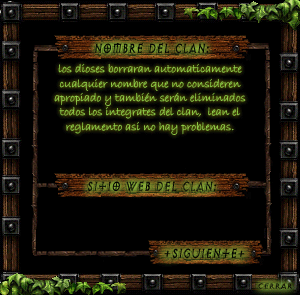 NOMBRE DEL CLAN:
los dioses borraran automaticamente
cualquier nombre que no consideren
apropiado y también serán eliminados
todos los integrates del clan, lean el
reglamento asi no hay problemas.
SITIO WEB DEL CLAN:
+SIGUIENTE+
CERRAR